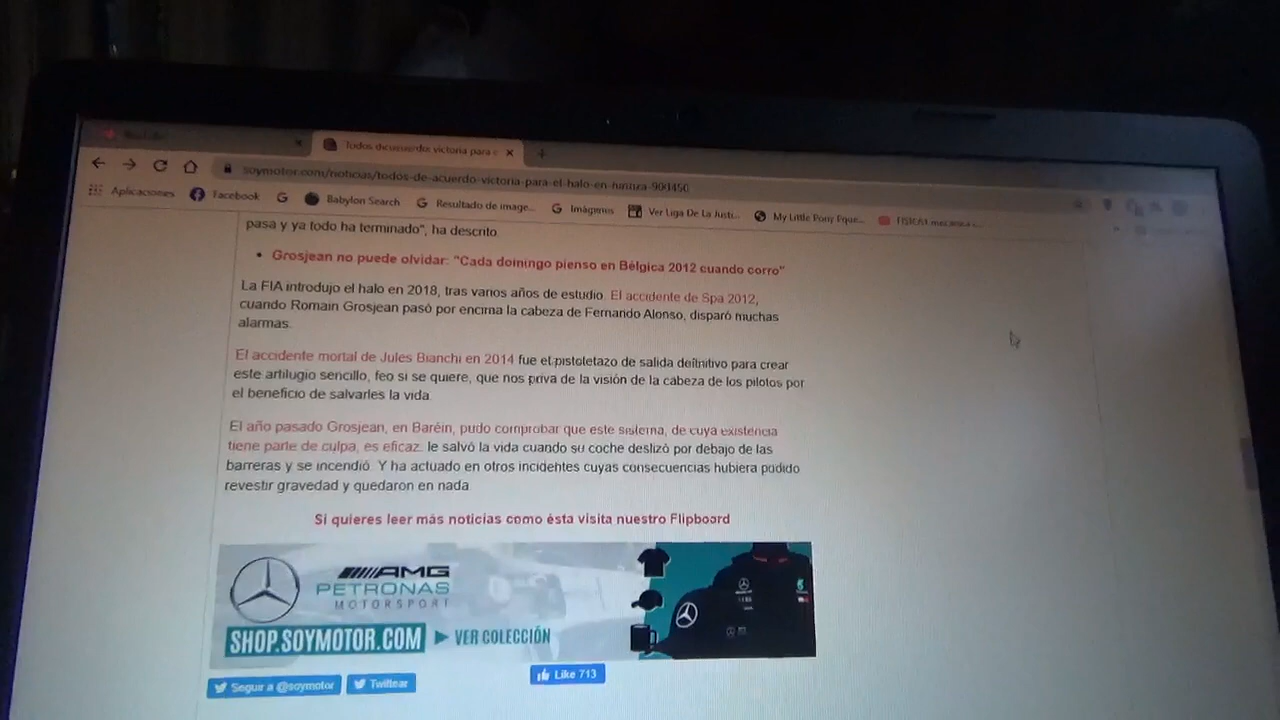 Todos de acuerdo: victoria para e
soymotor.com/noticias/todos-de-acuerdo-victoria-para-el-halo-en-monza-990450
Aplicaciones Facebook G Babylon Search Resultado de image... Imágenes Ver Liga De La Justi... My Little Pony Eque...
pasa y ya todo ha terminado", ha descrito.
• Grosjean no puede olvidar: "Cada domingo pienso en Bélgica 2012 cuando corro"
La FIA introdujo el halo en 2018, tras varios años de estudio. El accidente de Spa 2012,
cuando Romain Grosjean pasó por encima la cabeza de Fernando Alonso, disparó muchas
alarmas.
El accidente mortal de Jules Bianchi en 2014 fue el pistoletazo de salida definitivo para crear
este artilugio sencillo, feo si se quiere, que nos priva de la visión de la cabeza de los pilotos por
el beneficio de salvarles la vida.
El año pasado Grosjean, en Baréin, pudo comprobar que este sistema, de cuya existencia
tiene parte de culpa, es eficaz: le salvó la vida cuando su coche deslizó por debajo de las
barreras y se incendió. Y ha actuado en otros incidentes cuyas consecuencias hubiera podido
revestir gravedad y quedaron en nada.
Si quieres leer más noticias como ésta visita nuestro Flipboard
AMG
PETRONAS
MOTORSPORT
SHOP.SOYMOTOR.COM ▶ VER COLECCIÓN
Seguir a @soymotor Twittear Like 713